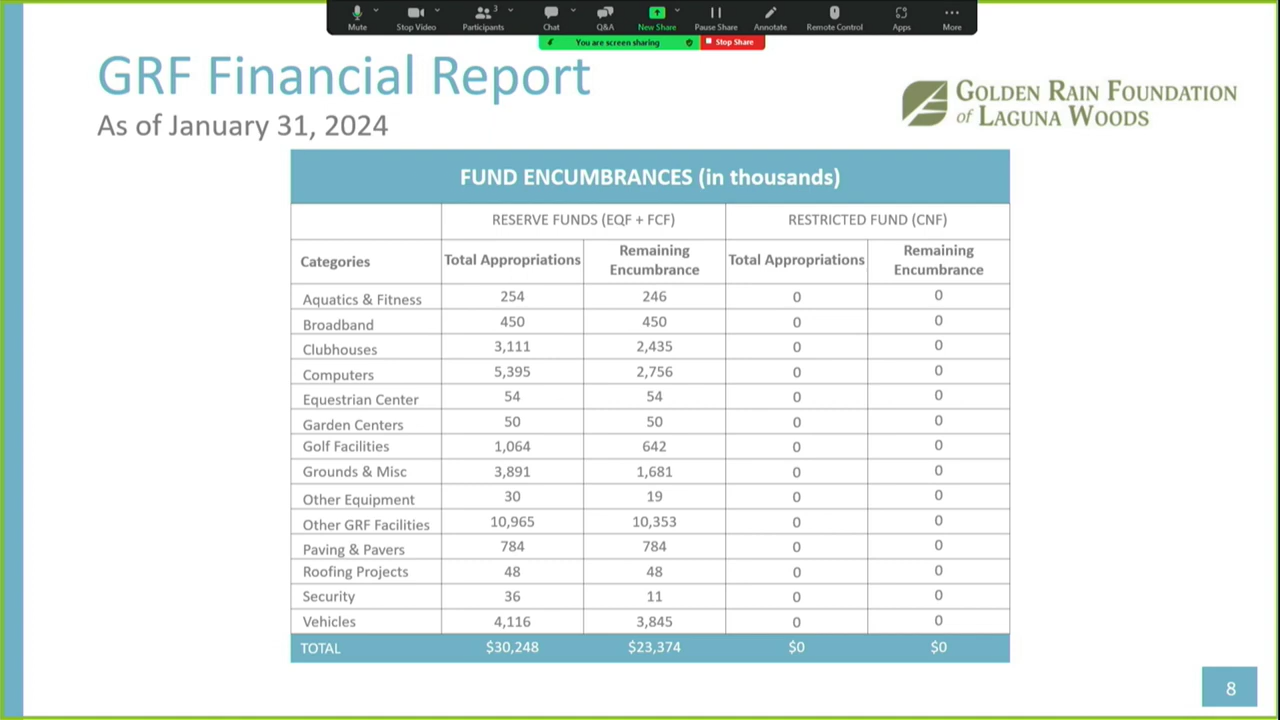 Mute Stop Video Participants 3 Chat Q&A New Share Pause Share Annotate Remote Control Apps More
You are screen sharing Stop Share
GRF Financial Report
As of January 31, 2024
GOLDEN RAIN FOUNDATION
of LAGUNA WOODS
FUND ENCUMBRANCES (in thousands)
RESERVE FUNDS (EQF + FCF) RESTRICTED FUND (CNF)
Categories Total Appropriations Remaining Encumbrance Total Appropriations Remaining Encumbrance
Aquatics & Fitness 254 246 0 0
Broadband 450 450 0 0
Clubhouses 3,111 2,435 0 0
Computers 5,395 2,756 0 0
Equestrian Center 54 54 0 0
Garden Centers 50 50 0 0
Golf Facilities 1,064 642 0 0
Grounds & Misc 3,891 1,681 0 0
Other Equipment 30 19 0 0
Other GRF Facilities 10,965 10,353 0 0
Paving & Pavers 784 784 0 0
Roofing Projects 48 48 0 0
Security 36 11 0 0
Vehicles 4,116 3,845 0 0
TOTAL $30,248 $23,374 $0 $0
8